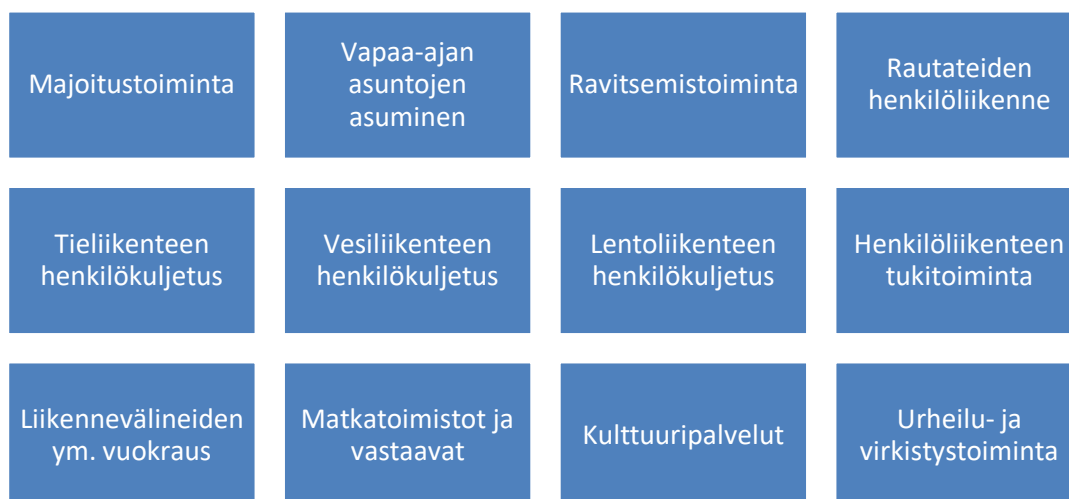 Majoitustoiminta
Vapaa-ajan
asuntojen
asuminen
Ravitsemistoiminta
Rautateiden
henkilöliikenne
Tieliikenteen
henkilökuljetus
Vesiliikenteen
henkilökuljetus
Lentoliikenteen
henkilökuljetus
Henkilöliikenteen
tukitoiminta
Liikennevälineiden
ym. vuokraus
Matkatoimistot ja
vastaavat
Kulttuuripalvelut
Urheilu- ja
virkistystoiminta